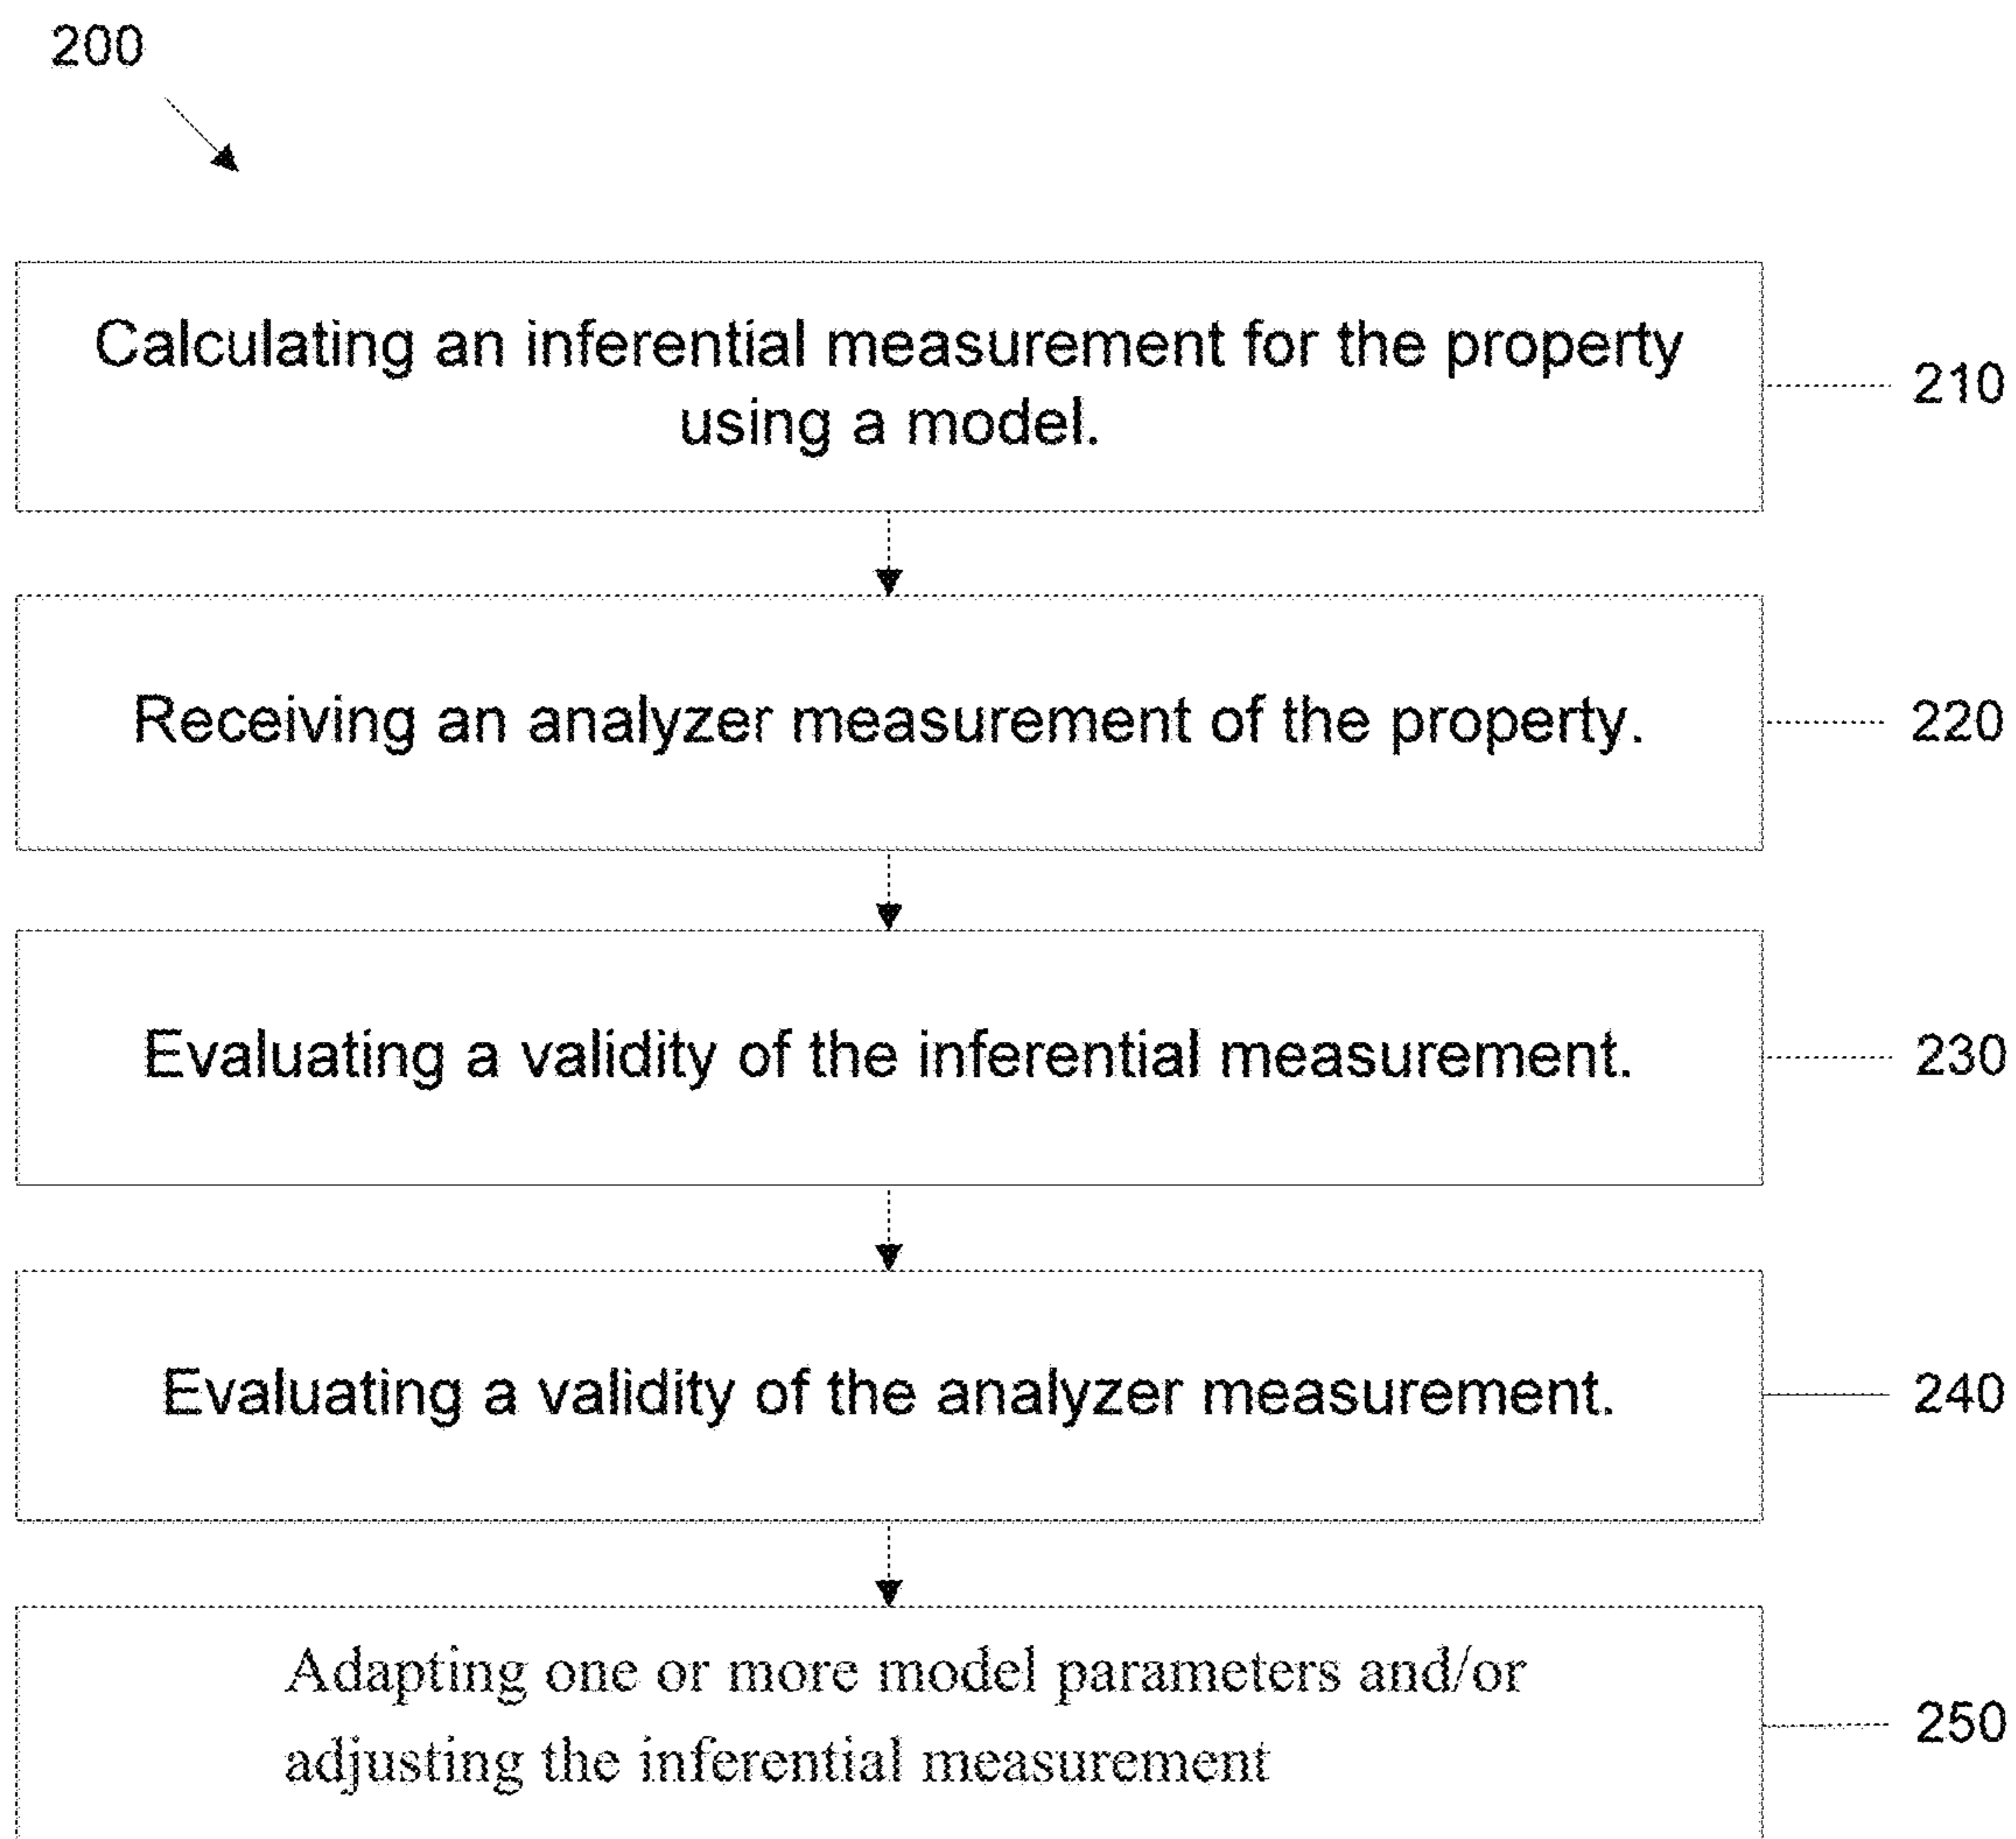 200
Calculating an inferential measurement for the property
using a model.
210
Receiving an analyzer measurement of the property.
220
Evaluating a validity of the inferential measurement.
230
Evaluating a validity of the analyzer measurement.
240
Adapting one or more model parameters and/or
adjusting the inferential measurement
250